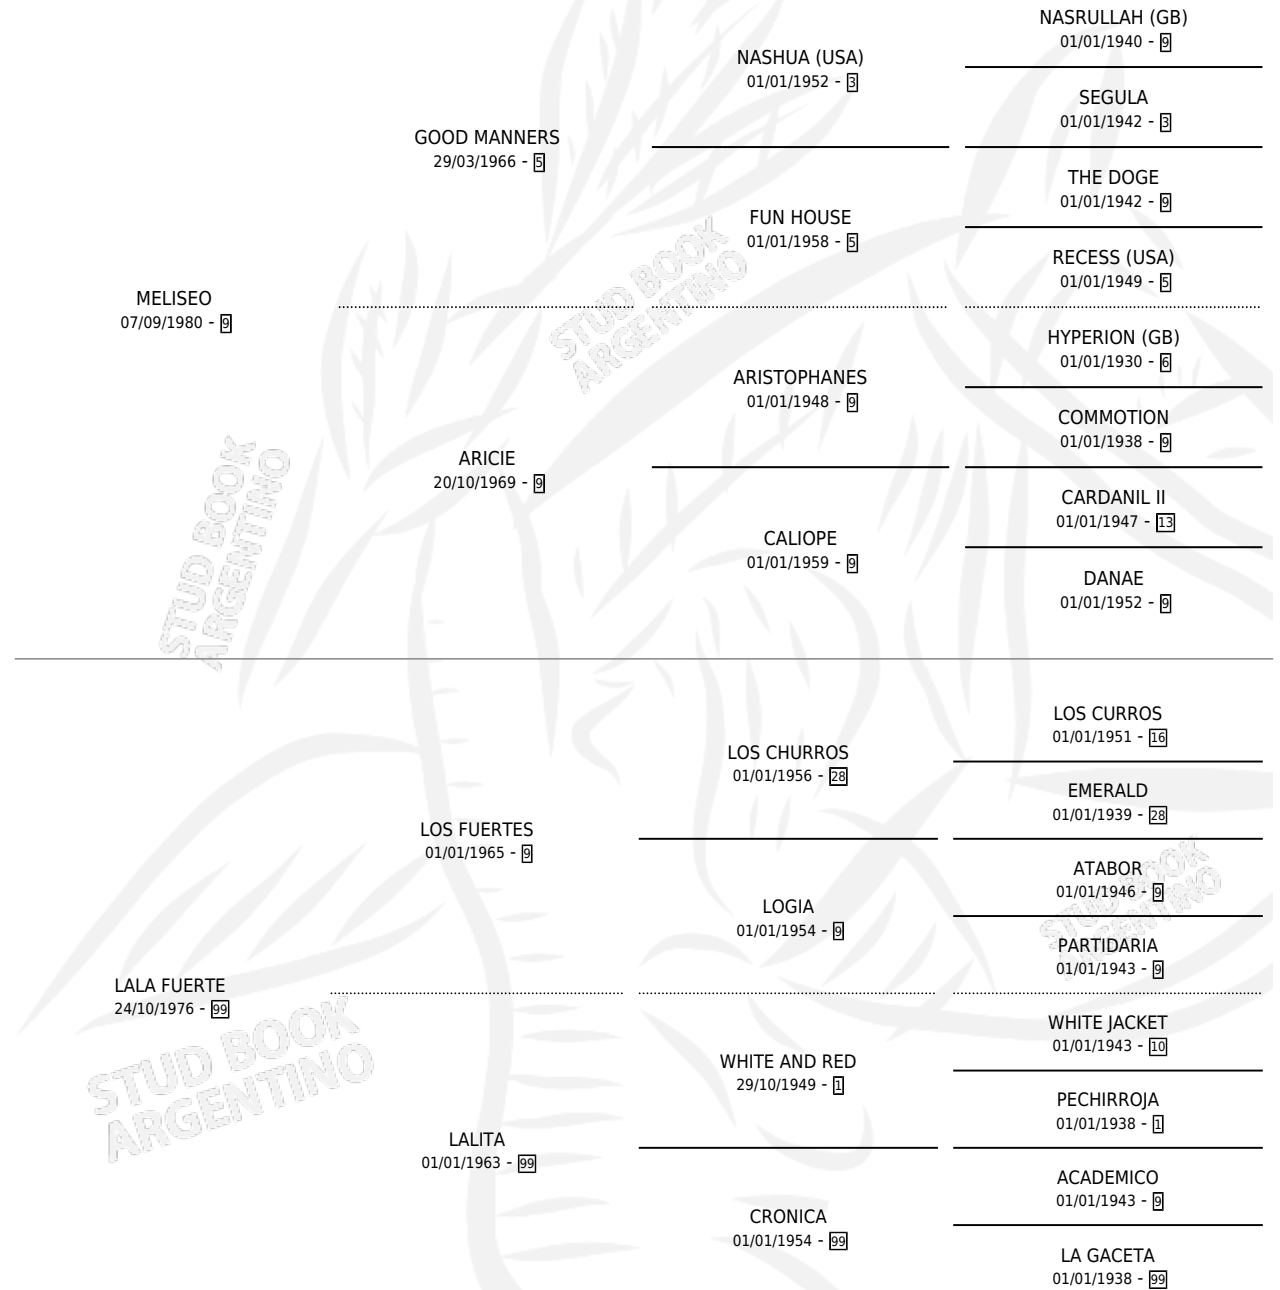 NASRULLAH (GB)
01/01/1940 - 9
NASHUA (USA)
01/01/1952 - 3
SEGULA
01/01/1942 - 3
GOOD MANNERS
29/03/1966 - 5
THE DOGE
01/01/1942 - 9
FUN HOUSE
01/01/1958 - 5
RECESS (USA)
01/01/1949 - 5
MELISEO
07/09/1980 - 9
HYPERION (GB)
01/01/1930 - 6
ARISTOPHANES
01/01/1948 - 9
COMMOTION
01/01/1938 - 9
ARICIE
20/10/1969 - 9
CARDANIL II
01/01/1947 - 13
CALIOPE
01/01/1959 - 9
DANAE
01/01/1952 - 9
LOS CURROS
01/01/1951 - 16
LOS CHURROS
01/01/1956 - 28
EMERALD
01/01/1939 - 28
LOS FUERTES
01/01/1965 - 9
ATABOR
01/01/1946 - 9
LOGIA
01/01/1954 - 9
PARTIDARIA
01/01/1943 - 9
LALA FUERTE
24/10/1976 - 99
WHITE JACKET
01/01/1943 - 10
WHITE AND RED
29/10/1949 - 1
PECHIRROJA
01/01/1938 - 1
LALITA
01/01/1963 - 99
ACADEMICO
01/01/1943 - 9
CRONICA
01/01/1954 - 99
LA GACETA
01/01/1938 - 99
STUD BOOK
ARGENTINO
STUD BOOK
ARGENTINO
STUD BOOK
ARGENTINO
STUD BOOK
ARGENTINO